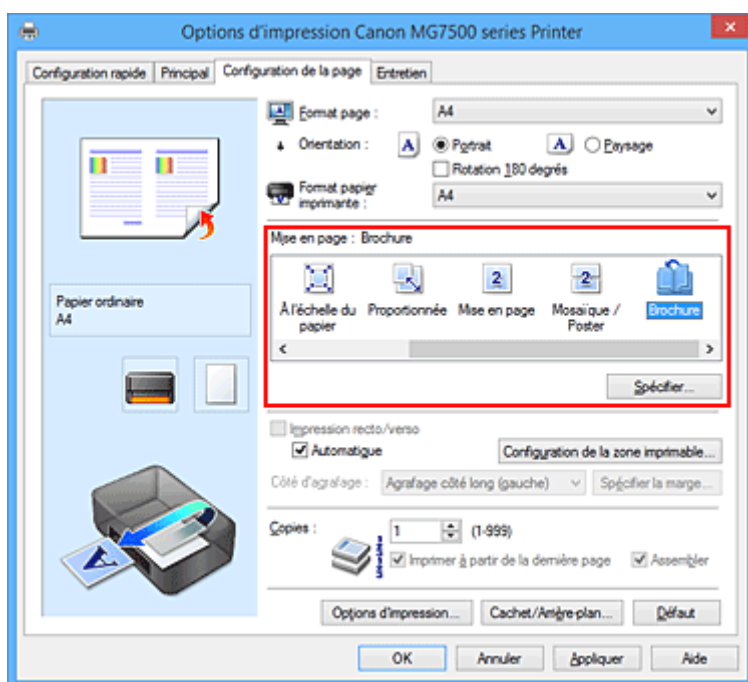 Options d'impression Canon MG7500 series Printer
Configuration rapide Principal Configuration de la page Entretien
Format page : A4
Orientation : A Portrait A Paysage
Rotation 180 degrés
Format papier imprimante : A4
Mise en page : Brochure
À l'échelle du papier Proportionnée Mise en page Mosaïque / Poster Brochure
Spécifier...
Papier ordinaire
A4
Impression recto/verso
Automatique Configuration de la zone imprimable...
Côté d'agrafage : Agrafage côté long (gauche) Spécifier la marge...
Copies : 1 (1-999)
Imprimer à partir de la dernière page Assembler
Options d'impression... Cachet/Arrière-plan... Défaut
OK Annuler Appliquer Aide